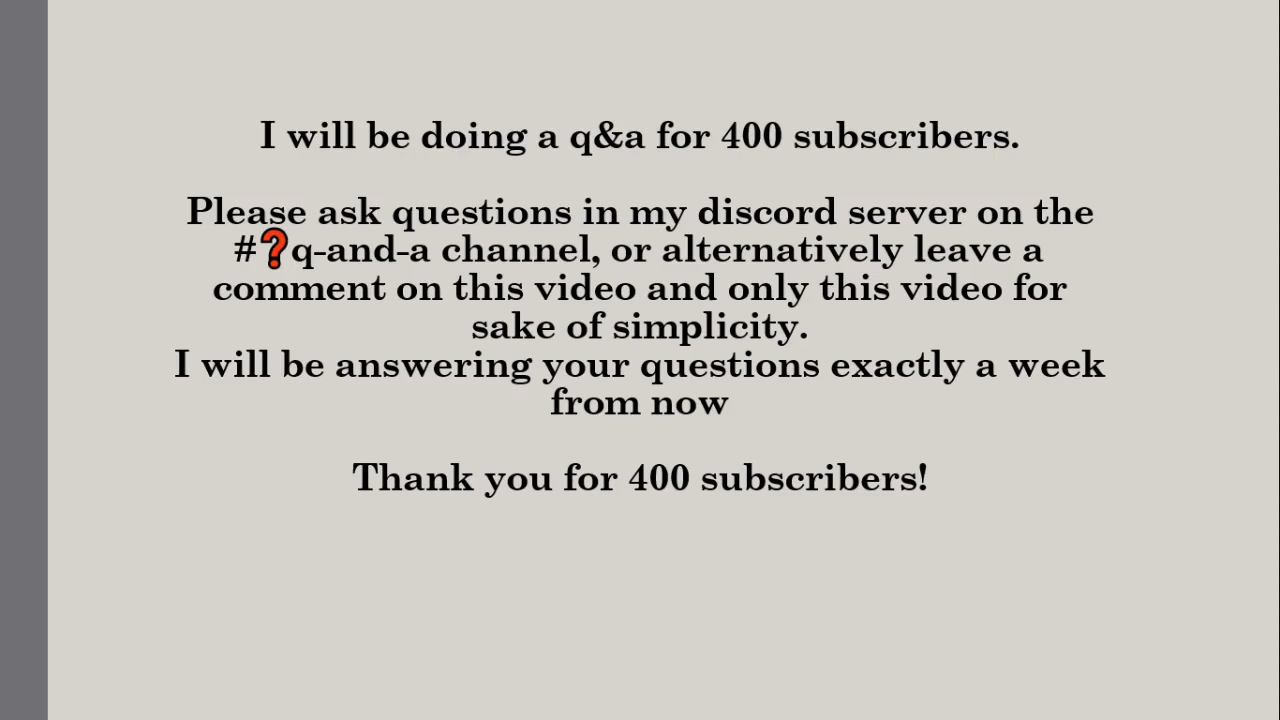 I will be doing a q&a for 400 subscribers.
Please ask questions in my discord server on the
#❓q-and-a channel, or alternatively leave a
comment on this video and only this video for
sake of simplicity.
I will be answering your questions exactly a week
from now
Thank you for 400 subscribers!